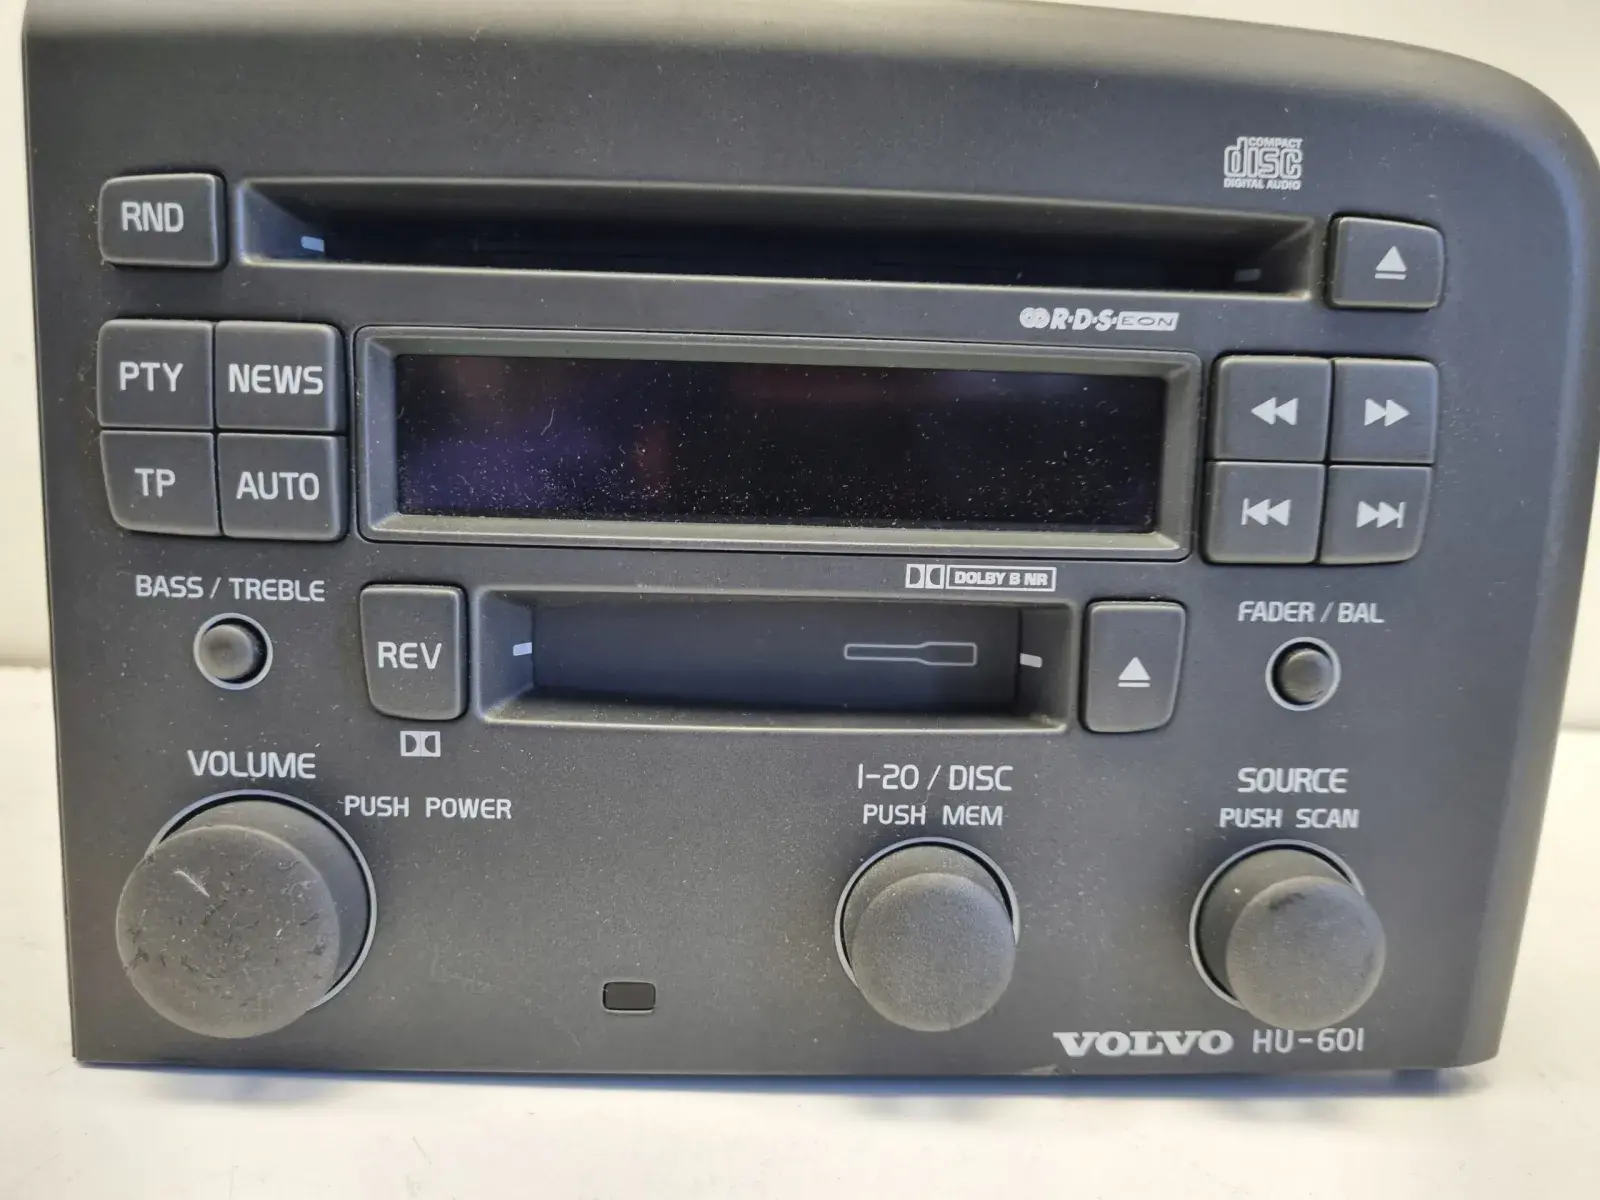 COMPACT
disc
DIGITAL AUDIO
RND
R·D·S·EON
PTY
NEWS
TP
AUTO
DOLBY B NR
BASS / TREBLE
REV
FADER / BAL
VOLUME
PUSH POWER
1-20 / DISC
PUSH MEM
SOURCE
PUSH SCAN
VOLVO HU-601